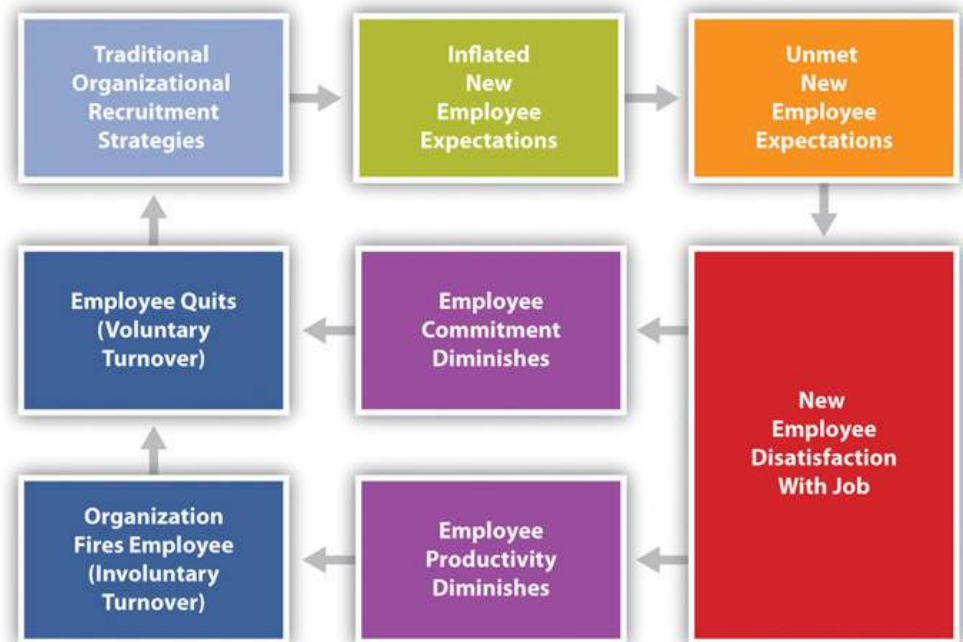 Traditional
Organizational
Recruitment
Strategies
Inflated
New
Employee
Expectations
Unmet
New
Employee
Expectations
Employee Quits
(Voluntary
Turnover)
Employee
Commitment
Diminishes
New
Employee
Disatisfaction
With Job
Organization
Fires Employee
(Involuntary
Turnover)
Employee
Productivity
Diminishes